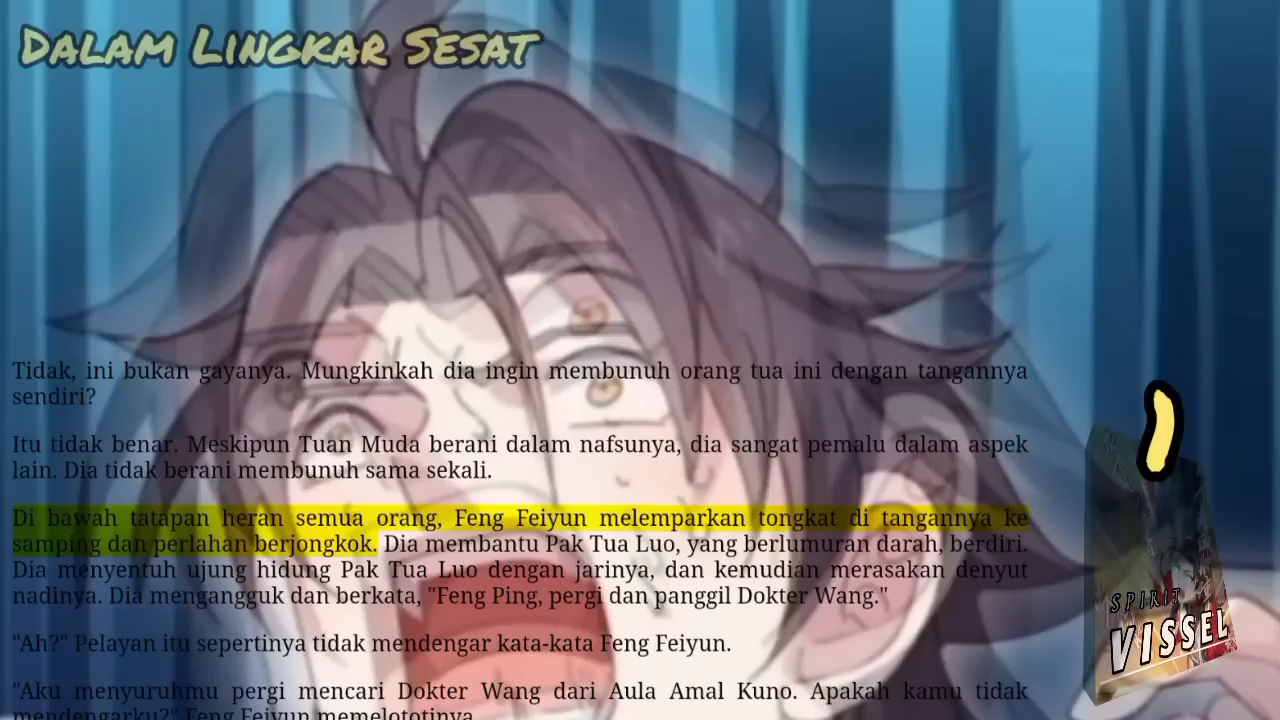 DALAM LINGKAR SESAT
Tidak, ini bukan gayanya. Mungkinkah dia ingin membunuh orang tua ini dengan tangannya
sendiri?
Itu tidak benar. Meskipun Tuan Muda berani dalam nafsunya, dia sangat pemalu dalam aspek
lain. Dia tidak berani membunuh sama sekali.
Di bawah tatapan heran semua orang, Feng Feiyun melemparkan tongkat di tangannya ke
samping dan perlahan berjongkok. Dia membantu Pak Tua Luo, yang berlumuran darah, berdiri.
Dia menyentuh ujung hidung Pak Tua Luo dengan jarinya, dan kemudian merasakan denyut
nadinya. Dia mengangguk dan berkata, "Feng Ping, pergi dan panggil Dokter Wang."
"Ah?" Pelayan itu sepertinya tidak mendengar kata-kata Feng Feiyun.
"Aku menyuruhmu pergi mencari Dokter Wang dari Aula Amal Kuno. Apakah kamu tidak
mendengarku?" Feng Feiyun memelototinya.
SPIRIT
VISSEL